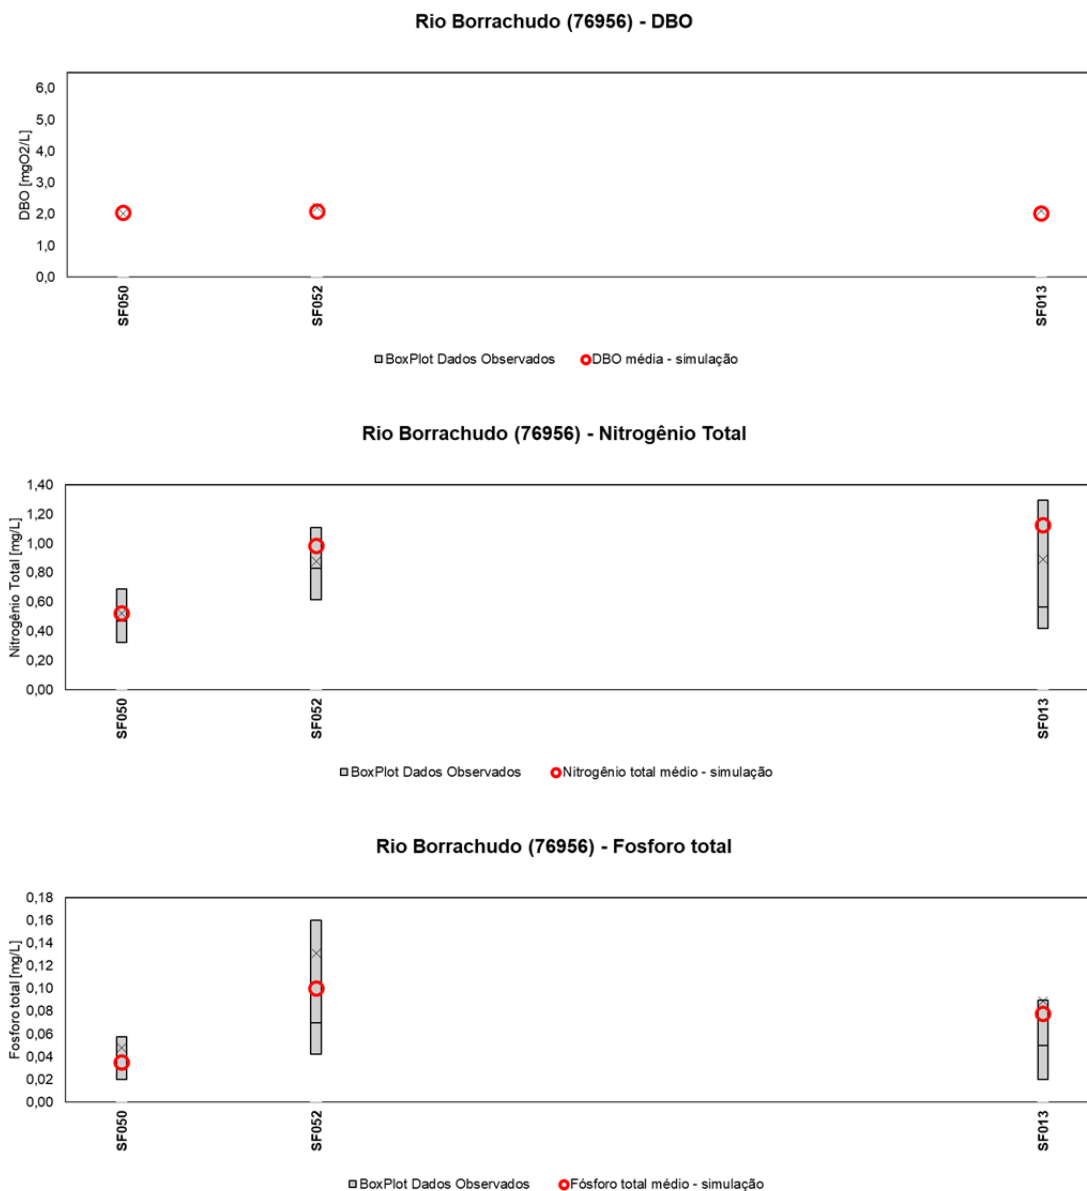 Rio Borrachudo (76956) - DBO
DBO [mgO2/L]
6,0
5,0
4,0
3,0
2,0
1,0
0,0
SF050
SF052
SF013
BoxPlot Dados Observados
DBO média - simulação
Rio Borrachudo (76956) - Nitrogênio Total
Nitrogênio Total [mg/L]
1,40
1,20
1,00
0,80
0,60
0,40
0,20
0,00
SF050
SF052
SF013
BoxPlot Dados Observados
Nitrogênio total médio - simulação
Rio Borrachudo (76956) - Fosforo total
Fosforo total [mg/L]
0,18
0,16
0,14
0,12
0,10
0,08
0,06
0,04
0,02
0,00
SF050
SF052
SF013
BoxPlot Dados Observados
Fósforo total médio - simulação